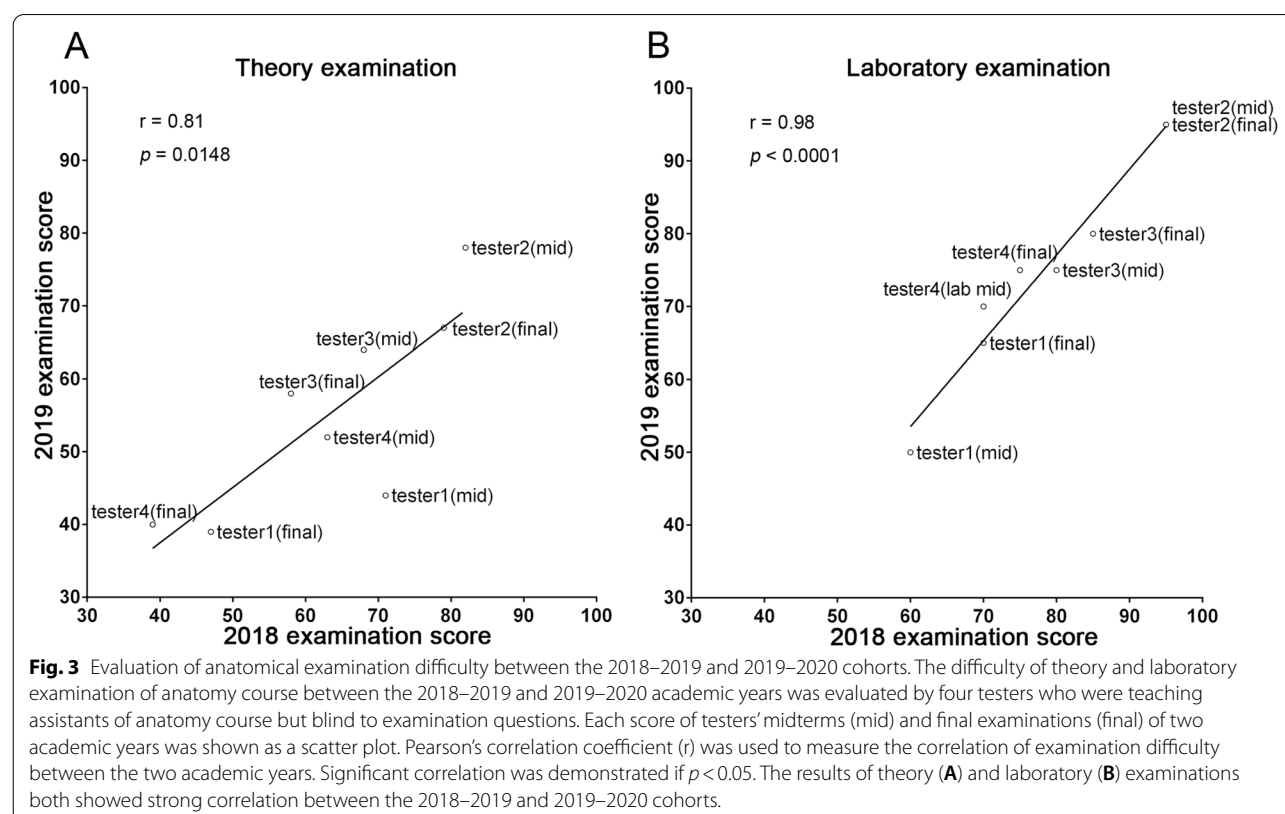 A
Theory examination
r = 0.81
p = 0.0148
2019 examination score
100
90
80
70
60
50
40
30
tester2(mid)
tester2(final)
tester3(mid)
tester3(final)
tester4(mid)
tester1(mid)
tester4(final)
tester1(final)
30 40 50 60 70 80 90 100
2018 examination score
B
Laboratory examination
r = 0.98
p < 0.0001
2019 examination score
100
90
80
70
60
50
40
30
tester2(mid)
tester2(final)
tester3(final)
tester4(final)
tester3(mid)
tester4(lab mid)
tester1(final)
tester1(mid)
30 40 50 60 70 80 90 100
2018 examination score
Fig. 3 Evaluation of anatomical examination difficulty between the 2018–2019 and 2019–2020 cohorts. The difficulty of theory and laboratory
examination of anatomy course between the 2018–2019 and 2019–2020 academic years was evaluated by four testers who were teaching
assistants of anatomy course but blind to examination questions. Each score of testers' midterms (mid) and final examinations (final) of two
academic years was shown as a scatter plot. Pearson's correlation coefficient (r) was used to measure the correlation of examination difficulty
between the two academic years. Significant correlation was demonstrated if p < 0.05. The results of theory (A) and laboratory (B) examinations
both showed strong correlation between the 2018–2019 and 2019–2020 cohorts.